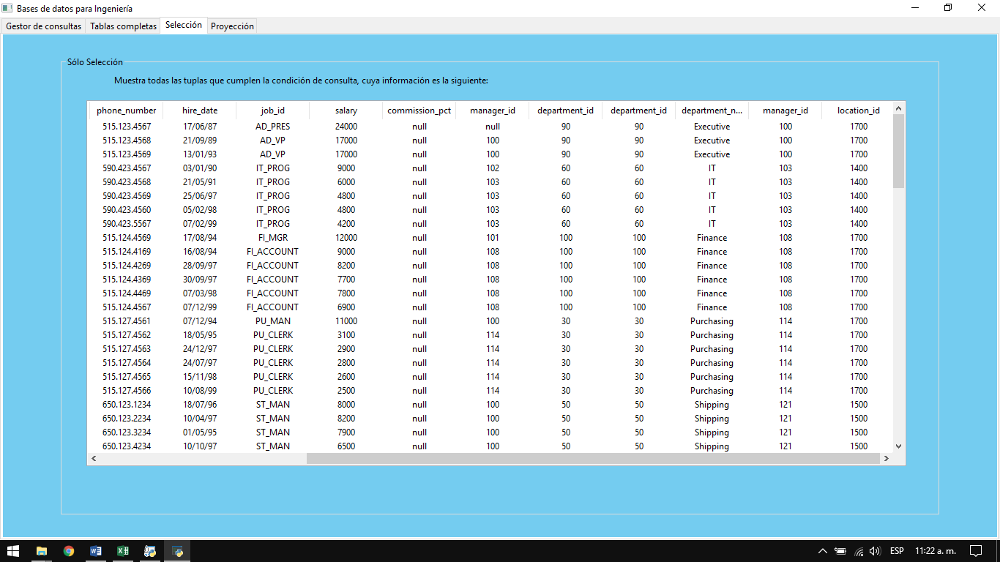 Bases de datos para Ingeniería
Gestor de consultas Tablas completas Selección Proyección
Sólo Selección
Muestra todas las tuplas que cumplen la condición de consulta, cuya información es la siguiente:
phone_number hire_date job_id salary commission_pct manager_id department_id department_id department_n... manager_id location_id
515.123.4567 17/06/87 AD_PRES 24000 null null 90 90 Executive 100 1700
515.123.4568 21/09/89 AD_VP 17000 null 100 90 90 Executive 100 1700
515.123.4569 13/01/93 AD_VP 17000 null 100 90 90 Executive 100 1700
590.423.4567 03/01/90 IT_PROG 9000 null 102 60 60 IT 103 1400
590.423.4568 21/05/91 IT_PROG 6000 null 103 60 60 IT 103 1400
590.423.4569 25/06/97 IT_PROG 4800 null 103 60 60 IT 103 1400
590.423.4560 05/02/98 IT_PROG 4800 null 103 60 60 IT 103 1400
590.423.5567 07/02/99 IT_PROG 4200 null 103 60 60 IT 103 1400
515.124.4569 17/08/94 FI_MGR 12000 null 101 100 100 Finance 108 1700
515.124.4169 16/08/94 FI_ACCOUNT 9000 null 108 100 100 Finance 108 1700
515.124.4269 28/09/97 FI_ACCOUNT 8200 null 108 100 100 Finance 108 1700
515.124.4369 30/09/97 FI_ACCOUNT 7700 null 108 100 100 Finance 108 1700
515.124.4469 07/03/98 FI_ACCOUNT 7800 null 108 100 100 Finance 108 1700
515.124.4567 07/12/99 FI_ACCOUNT 6900 null 108 100 100 Finance 108 1700
515.127.4561 07/12/94 PU_MAN 11000 null 100 30 30 Purchasing 114 1700
515.127.4562 18/05/95 PU_CLERK 3100 null 114 30 30 Purchasing 114 1700
515.127.4563 24/12/97 PU_CLERK 2900 null 114 30 30 Purchasing 114 1700
515.127.4564 24/07/97 PU_CLERK 2800 null 114 30 30 Purchasing 114 1700
515.127.4565 15/11/98 PU_CLERK 2600 null 114 30 30 Purchasing 114 1700
515.127.4566 10/08/99 PU_CLERK 2500 null 114 30 30 Purchasing 114 1700
650.123.1234 18/07/96 ST_MAN 8000 null 100 50 50 Shipping 121 1500
650.123.2234 10/04/97 ST_MAN 8200 null 100 50 50 Shipping 121 1500
650.123.3234 01/05/95 ST_MAN 7900 null 100 50 50 Shipping 121 1500
650.123.4234 10/10/97 ST_MAN 6500 null 100 50 50 Shipping 121 1500
ESP 11:22 a. m.